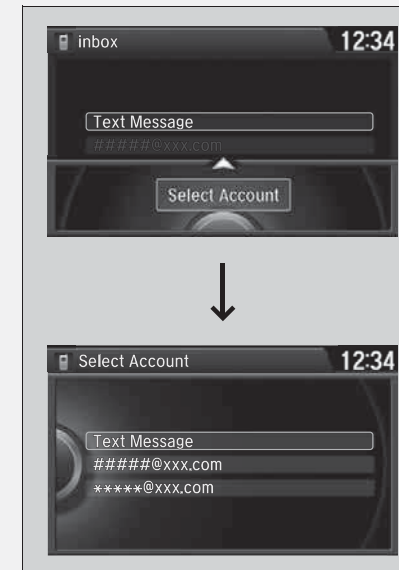 inbox 12:34
Text Message
#####@xxx.com
Select Account
Select Account 12:34
Text Message
#####@xxx.com
*****@xxx.com